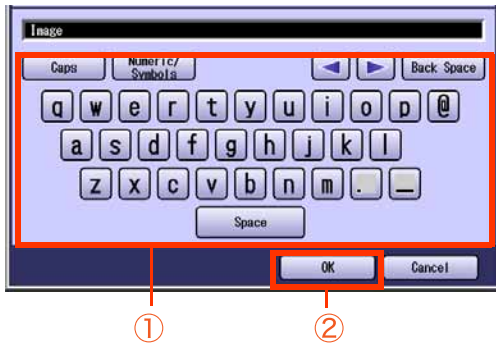 Image
Caps Numeric/ Symbols ◀ ▶ Back Space
q w e r t y u i o p @
a s d f g h j k l
z x c v b n m . _
Space
OK Cancel
① ②